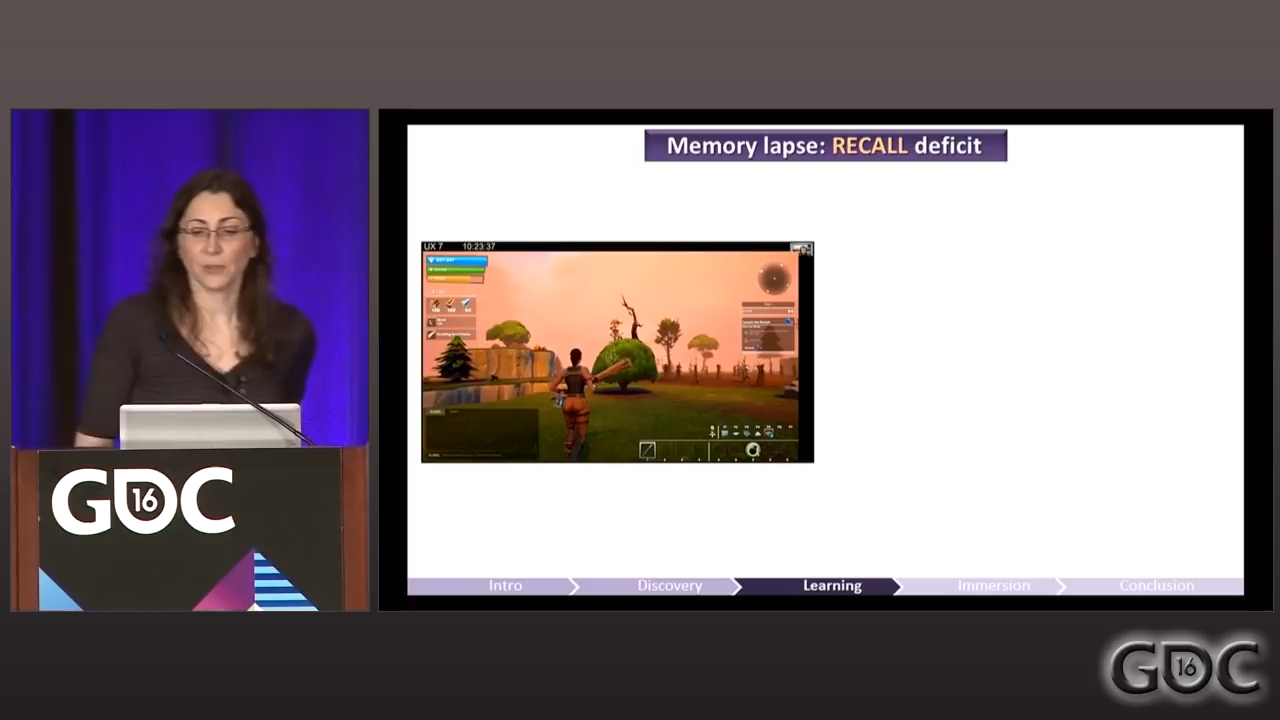 Memory lapse: RECALL deficit
UX 7 10:23:37
GDC
16
Intro
Discovery
Learning
Immersion
Conclusion
GDC
16